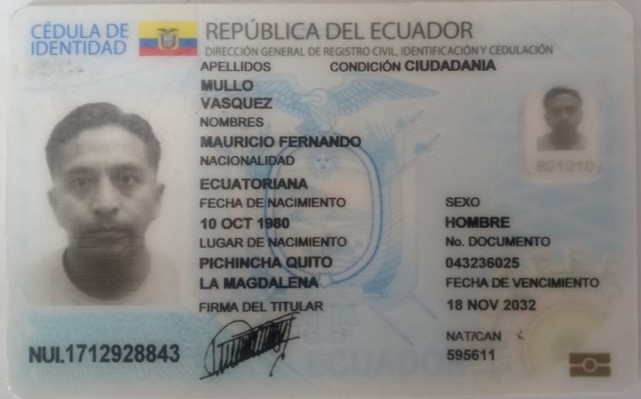 CÉDULA DE
IDENTIDAD
REPÚBLICA DEL ECUADOR
DIRECCIÓN GENERAL DE REGISTRO CIVIL, IDENTIFICACIÓN Y CEDULACIÓN
APELLIDOS
CONDICIÓN CIUDADANIA
MULLO
VASQUEZ
NOMBRES
MAURICIO FERNANDO
NACIONALIDAD
ECUATORIANA
FECHA DE NACIMIENTO
10 OCT 1980
LUGAR DE NACIMIENTO
PICHINCHA QUITO
LA MAGDALENA
FIRMA DEL TITULAR
SEXO
HOMBRE
No. DOCUMENTO
043236025
FECHA DE VENCIMIENTO
18 NOV 2032
NAT/CAN
595611
NUI.1712928843
ECUADOR